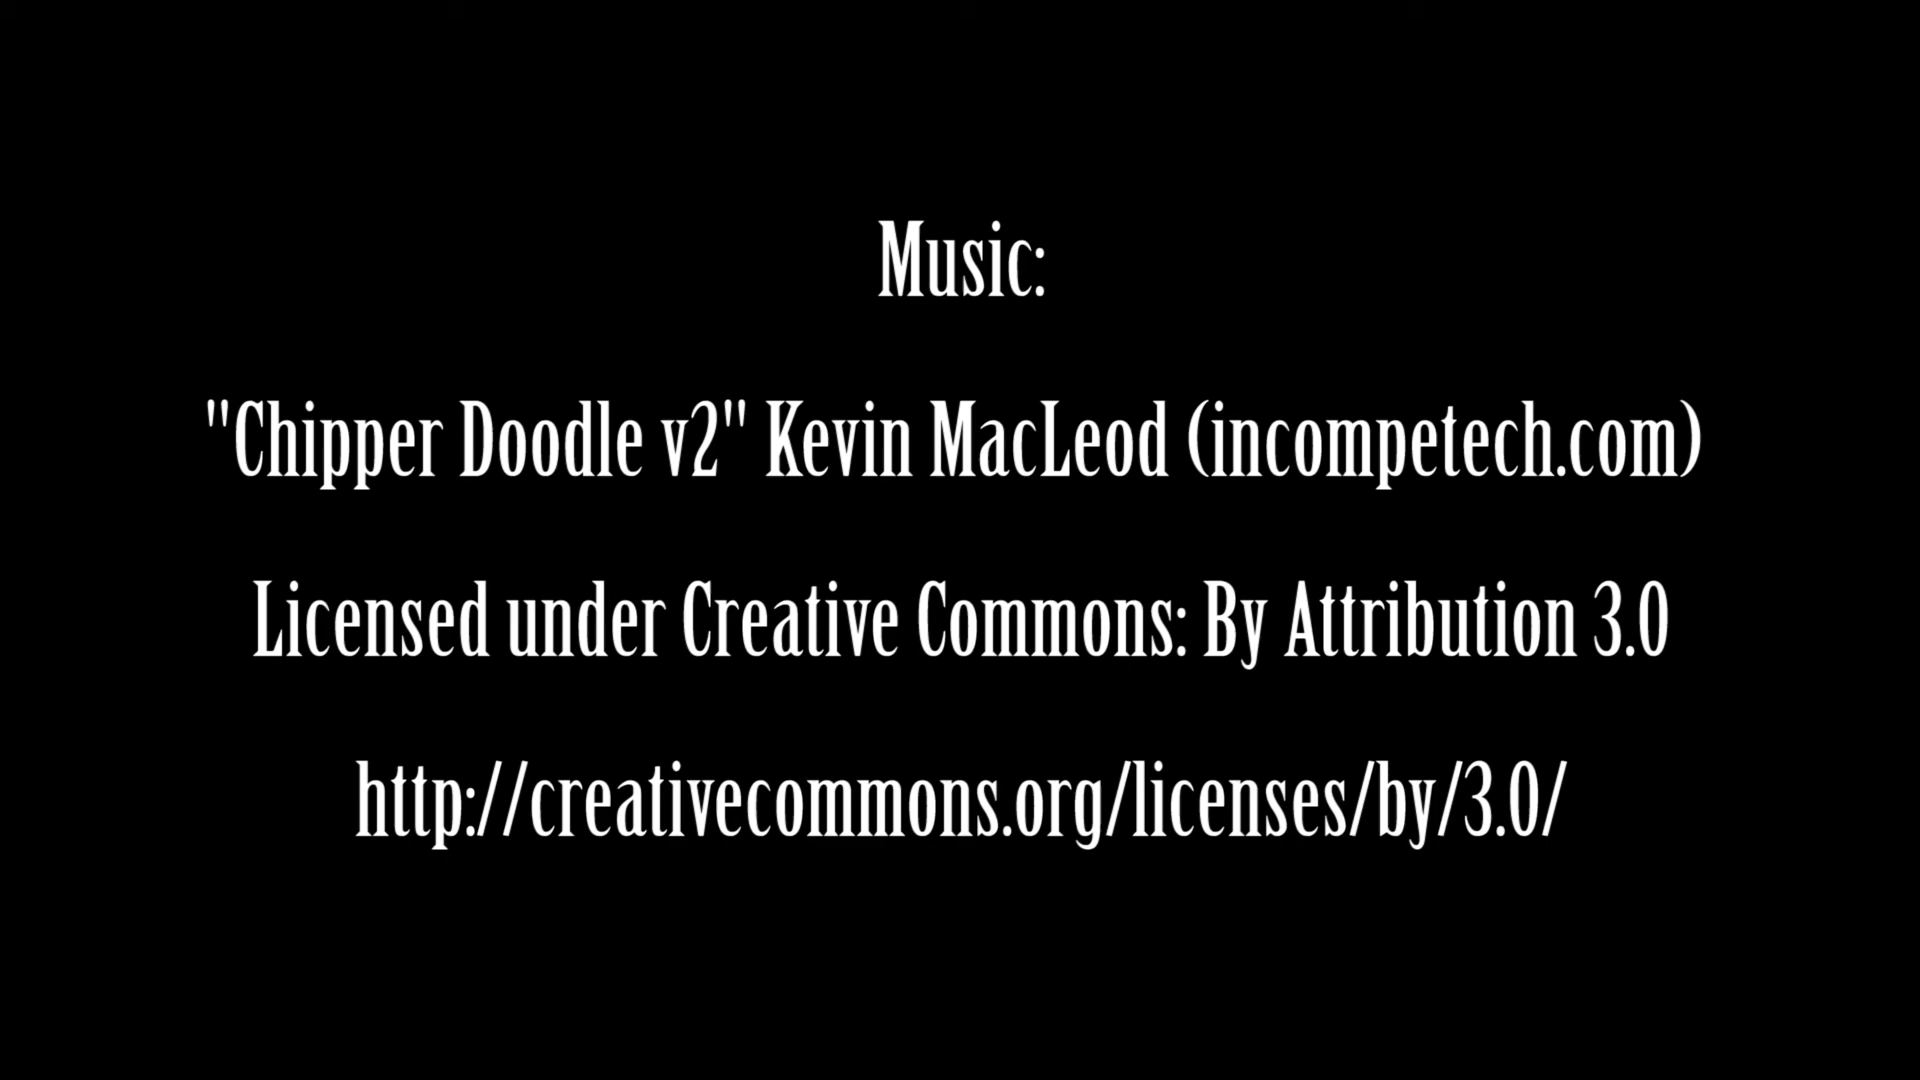 Music:
"Chipper Doodle v2" Kevin MacLeod (incompetech.com)
Licensed under Creative Commons: By Attribution 3.0
http://creativecommons.org/licenses/by/3.0/